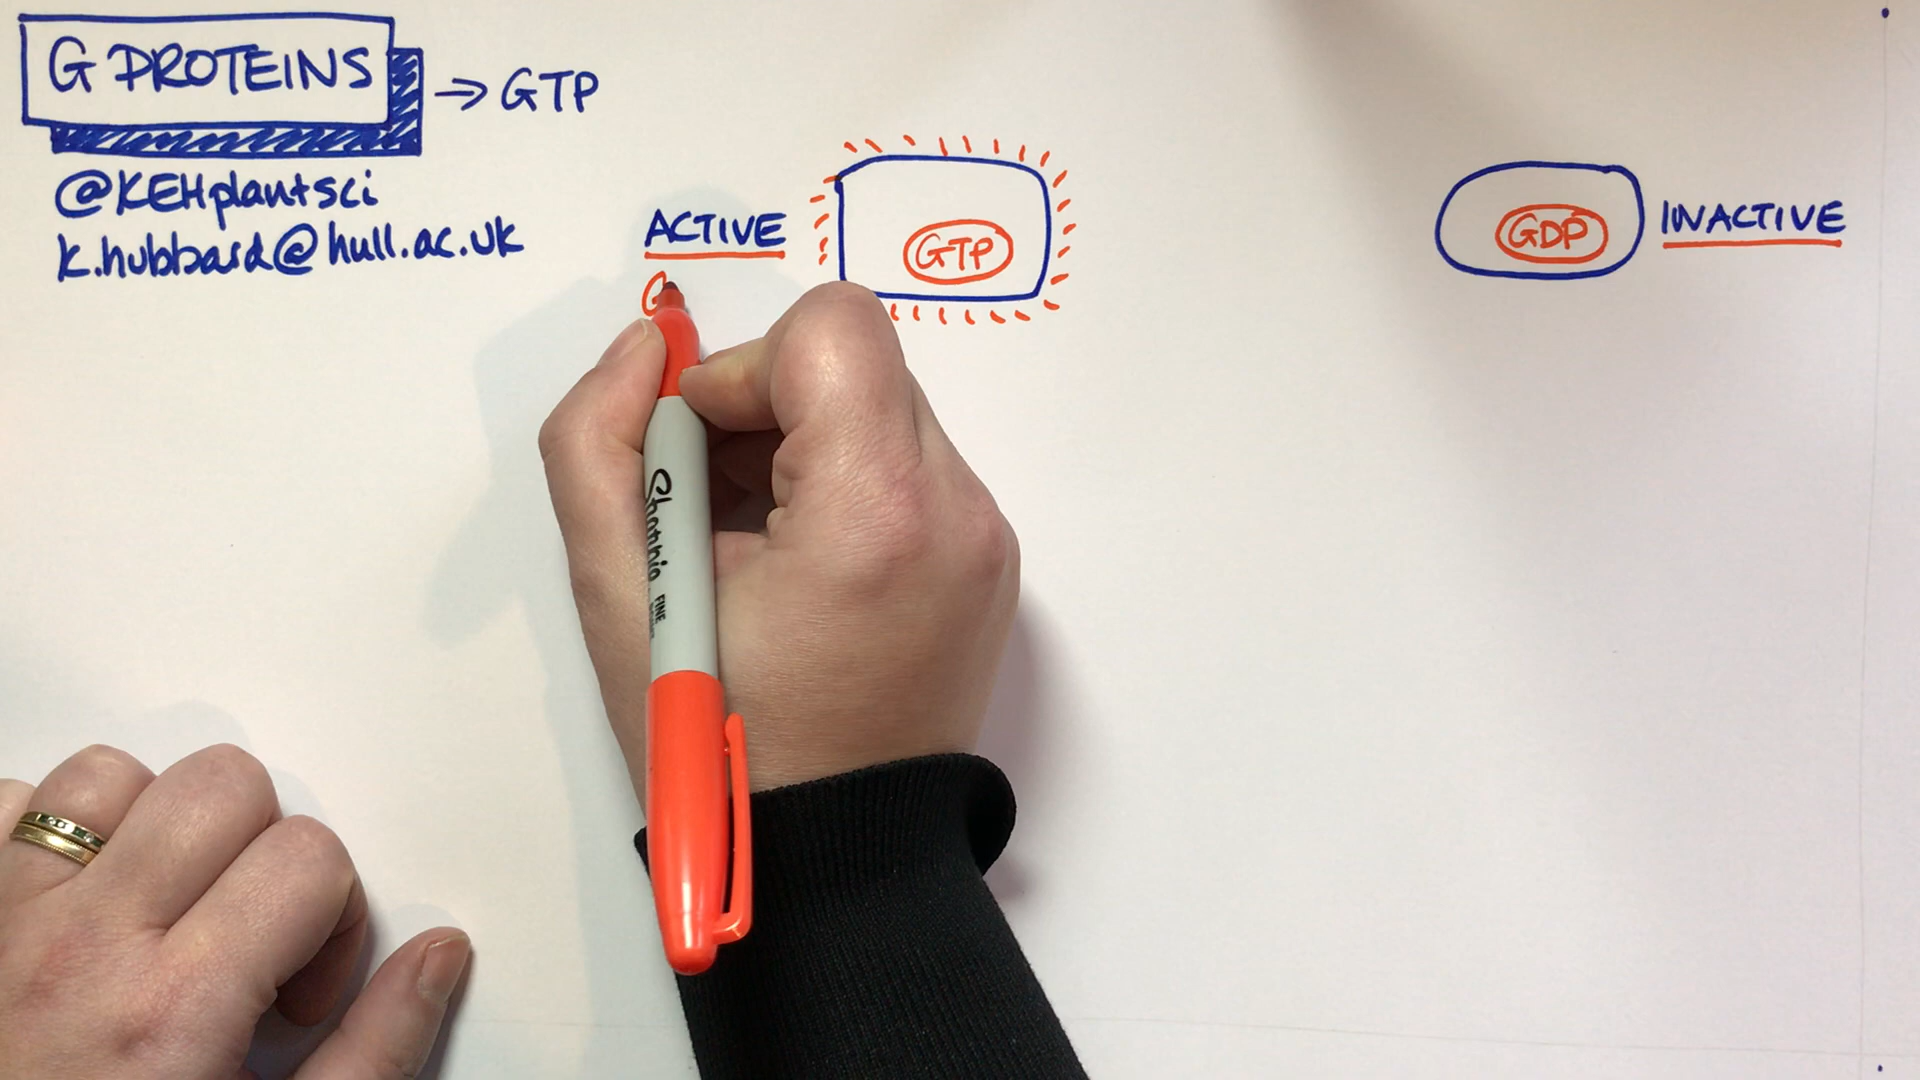 G PROTEINS → GTP
@KEHplantsci
k.hubbard@hull.ac.uk
ACTIVE
GTP
GDP
INACTIVE
G
Sharpie
FINE